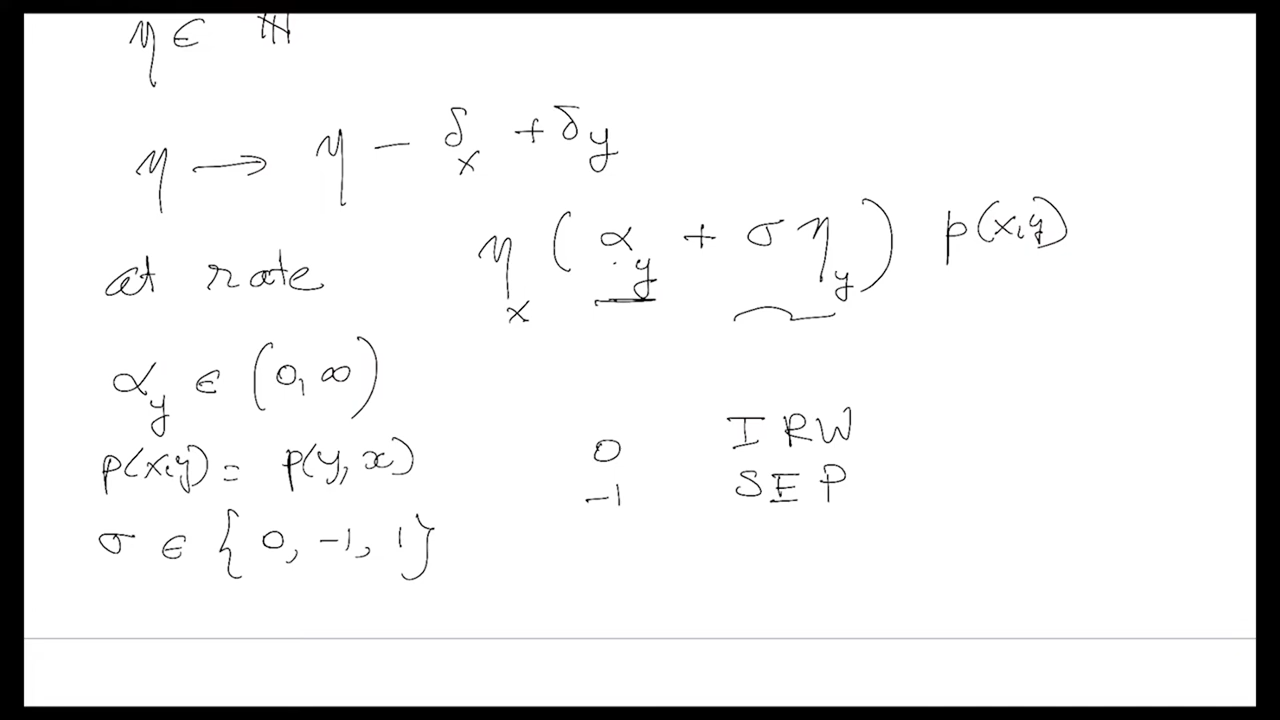 η ∈ ℕ
η → η − δ_x + δ_y
at rate η_x ( α_y + σ η_y ) p(x,y)
α_y ∈ (0, ∞)
p(x,y) = p(y, x)
σ ∈ { 0, −1, 1 }
0 IRW
−1 SEP